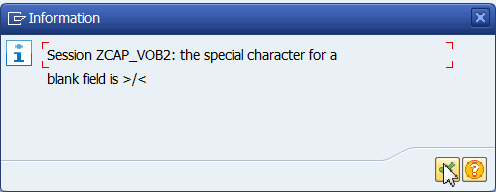 Information
Session ZCAP_VOB2: the special character for a
blank field is >/<